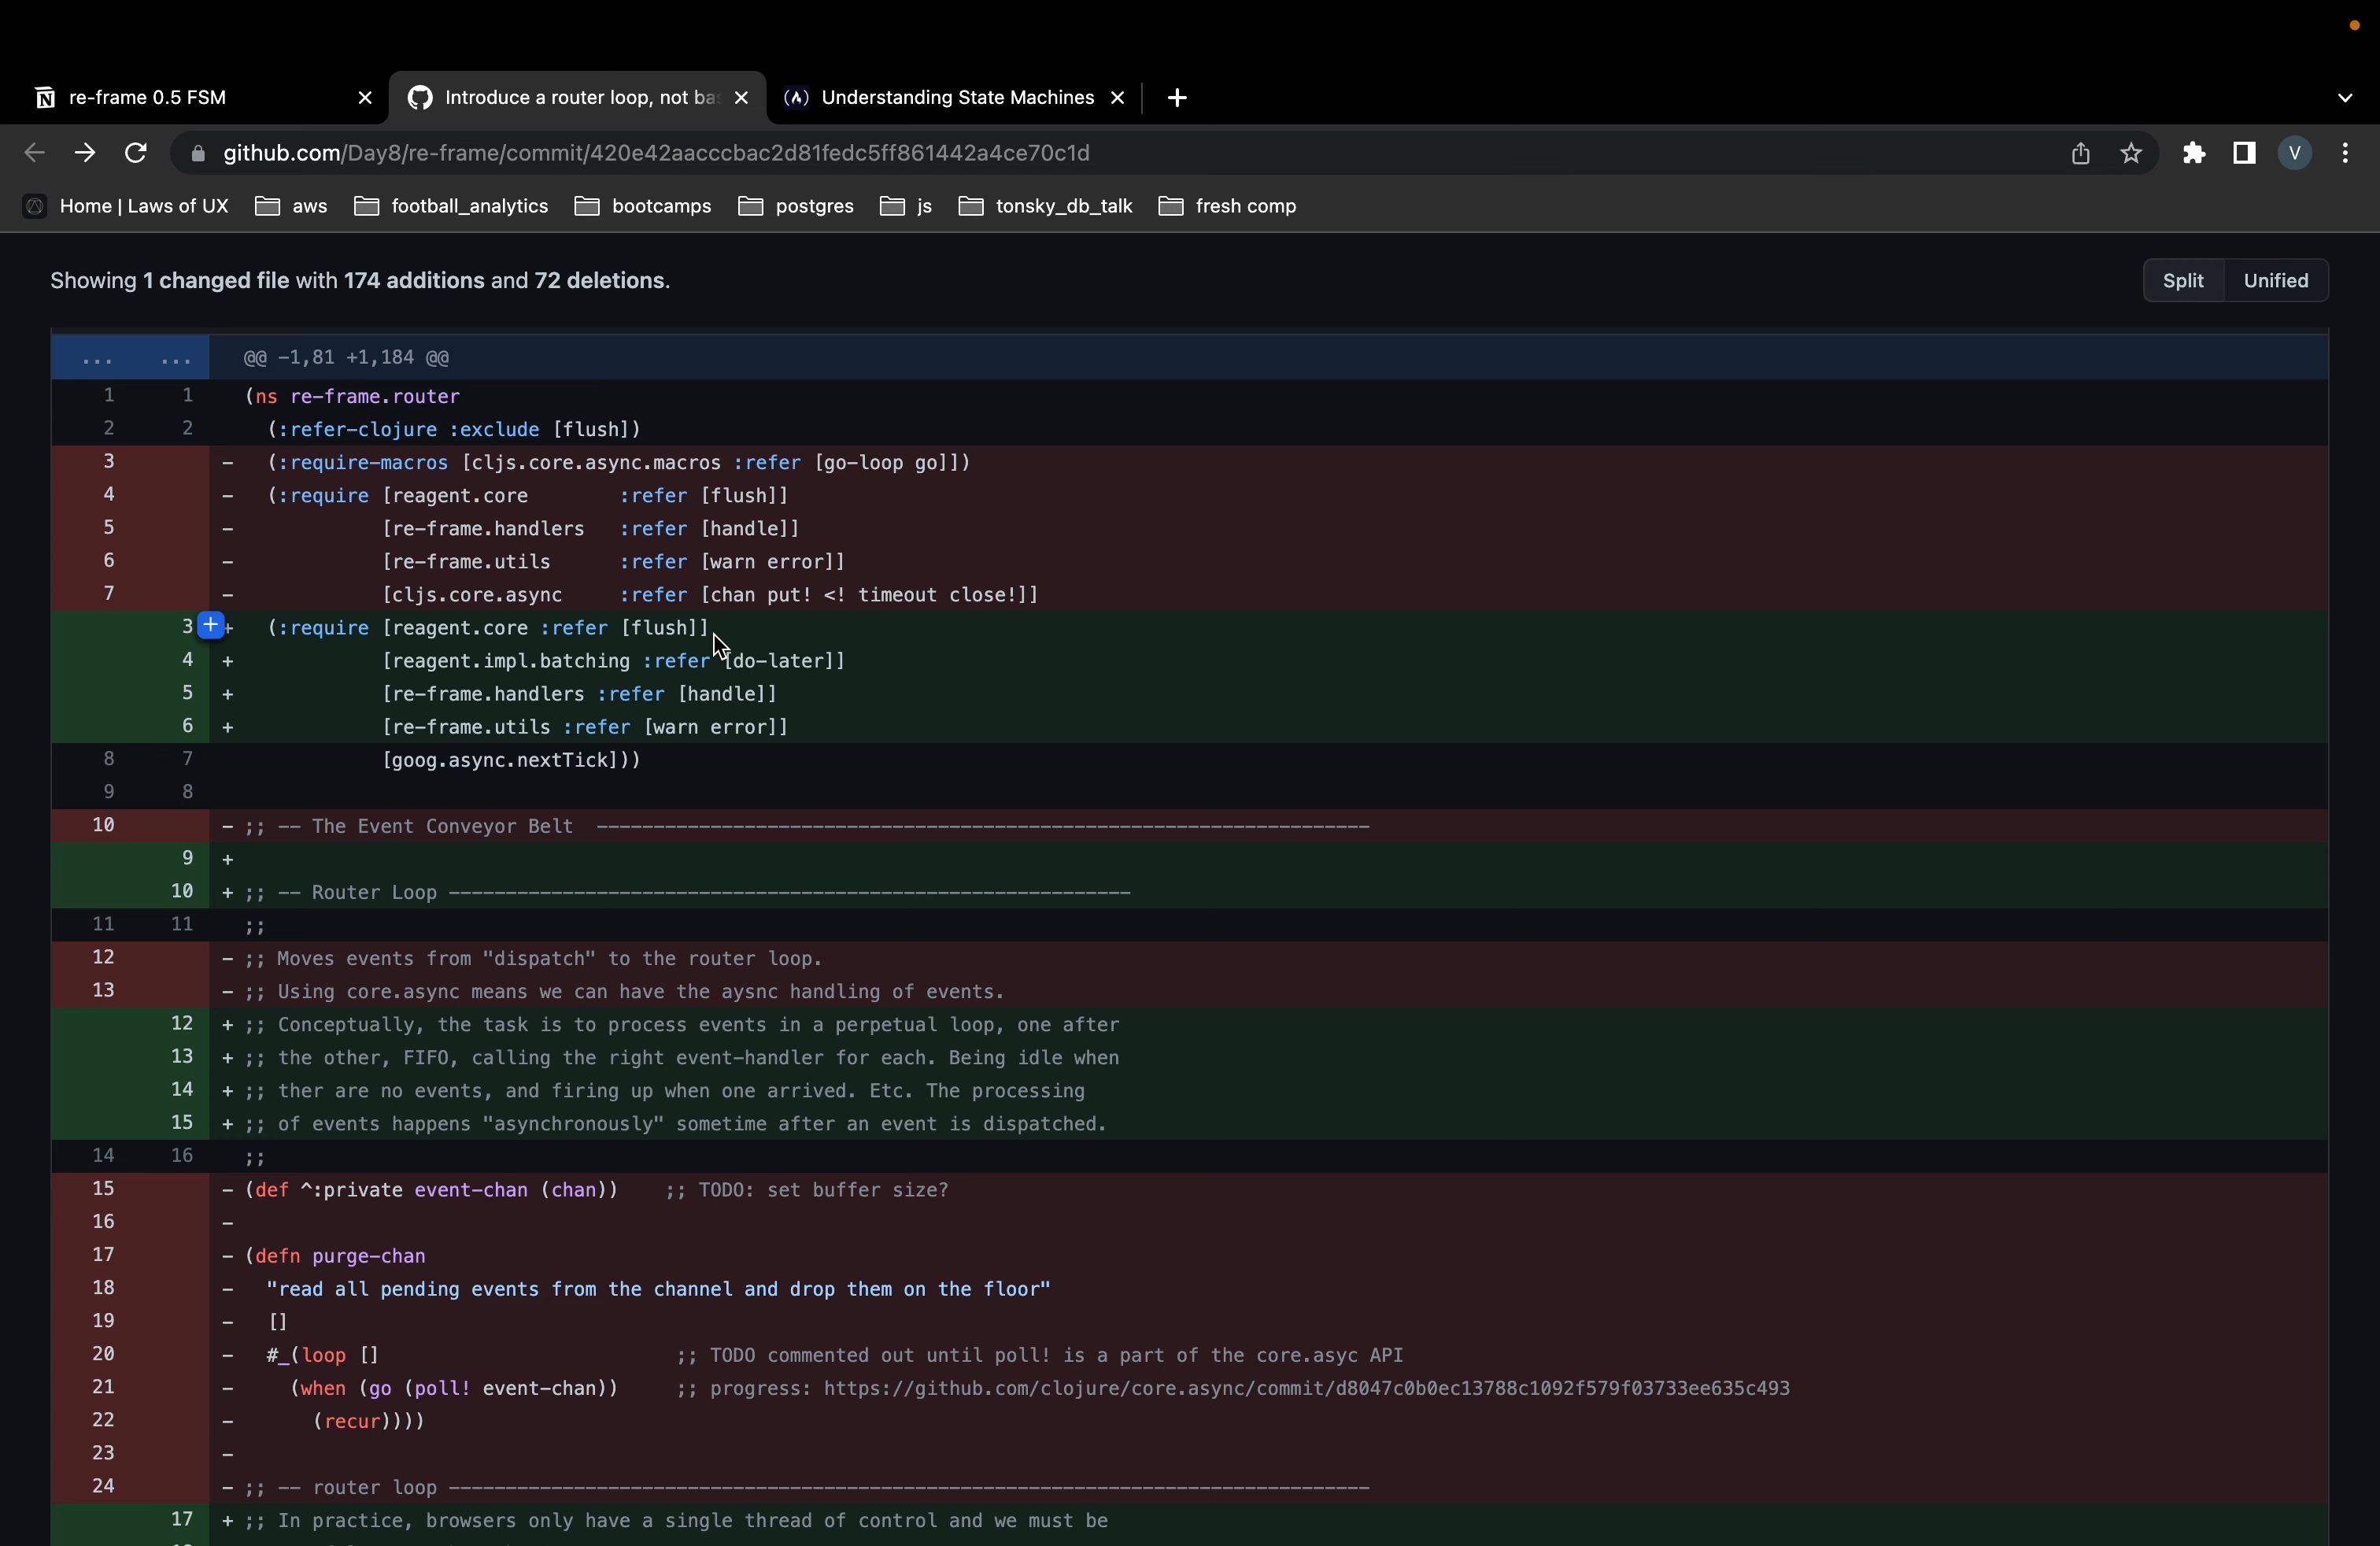 re-frame 0.5 FSM
Introduce a router loop, not ba
Understanding State Machines
github.com/Day8/re-frame/commit/420e42aacccbac2d81fedc5ff861442a4ce70c1d
V
Home | Laws of UX
aws
football_analytics
bootcamps
postgres
js
tonsky_db_talk
fresh comp
Showing 1 changed file with 174 additions and 72 deletions.
Split
Unified
... ... @@ -1,81 +1,184 @@
1 1 (ns re-frame.router
2 2 (:refer-clojure :exclude [flush])
3 - (:require-macros [cljs.core.async.macros :refer [go-loop go]])
4 - (:require [reagent.core :refer [flush]]
5 - [re-frame.handlers :refer [handle]]
6 - [re-frame.utils :refer [warn error]]
7 - [cljs.core.async :refer [chan put! <! timeout close!]]
3 + (:require [reagent.core :refer [flush]]
4 + [reagent.impl.batching :refer [do-later]]
5 + [re-frame.handlers :refer [handle]]
6 + [re-frame.utils :refer [warn error]]
8 7 [goog.async.nextTick]))
9 8
10 - ;; -- The Event Conveyor Belt --------------------------------------------------------------------
9 +
10 + ;; -- Router Loop ------------------------------------------------------------
11 11 ;;
12 - ;; Moves events from "dispatch" to the router loop.
13 - ;; Using core.async means we can have the aysnc handling of events.
12 + ;; Conceptually, the task is to process events in a perpetual loop, one after
13 + ;; the other, FIFO, calling the right event-handler for each. Being idle when
14 + ;; ther are no events, and firing up when one arrived. Etc. The processing
15 + ;; of events happens "asynchronously" sometime after an event is dispatched.
14 16 ;;
15 - (def ^:private event-chan (chan)) ;; TODO: set buffer size?
16 -
17 - (defn purge-chan
18 - "read all pending events from the channel and drop them on the floor"
19 - []
20 - #_(loop [] ;; TODO commented out until poll! is a part of the core.asyc API
21 - (when (go (poll! event-chan)) ;; progress: https://github.com/clojure/core.async/commit/d8047c0b0ec13788c1092f579f03733ee635c493
22 - (recur))))
23 -
24 - ;; -- router loop ---------------------------------------------------------------------------------
17 + ;; In practice, browsers only have a single thread of control and we must be